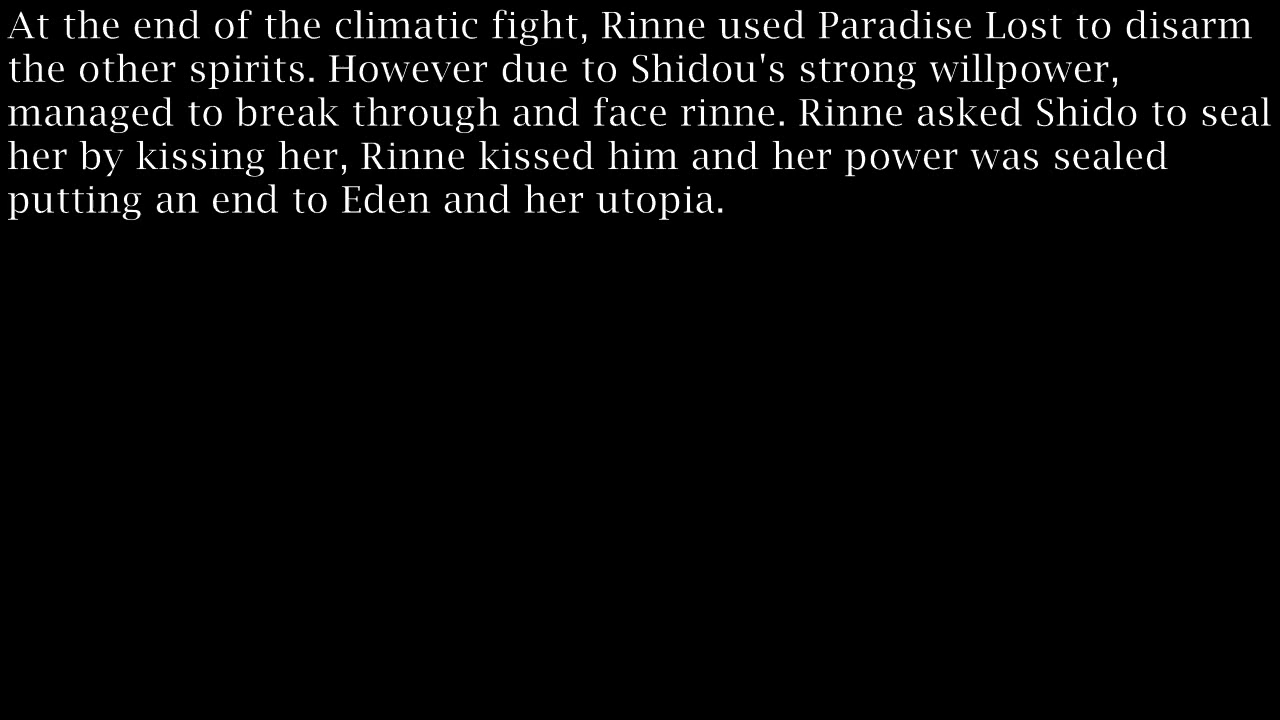 At the end of the climatic fight, Rinne used Paradise Lost to disarm
the other spirits. However due to Shidou's strong willpower,
managed to break through and face rinne. Rinne asked Shido to seal
her by kissing her, Rinne kissed him and her power was sealed
putting an end to Eden and her utopia.